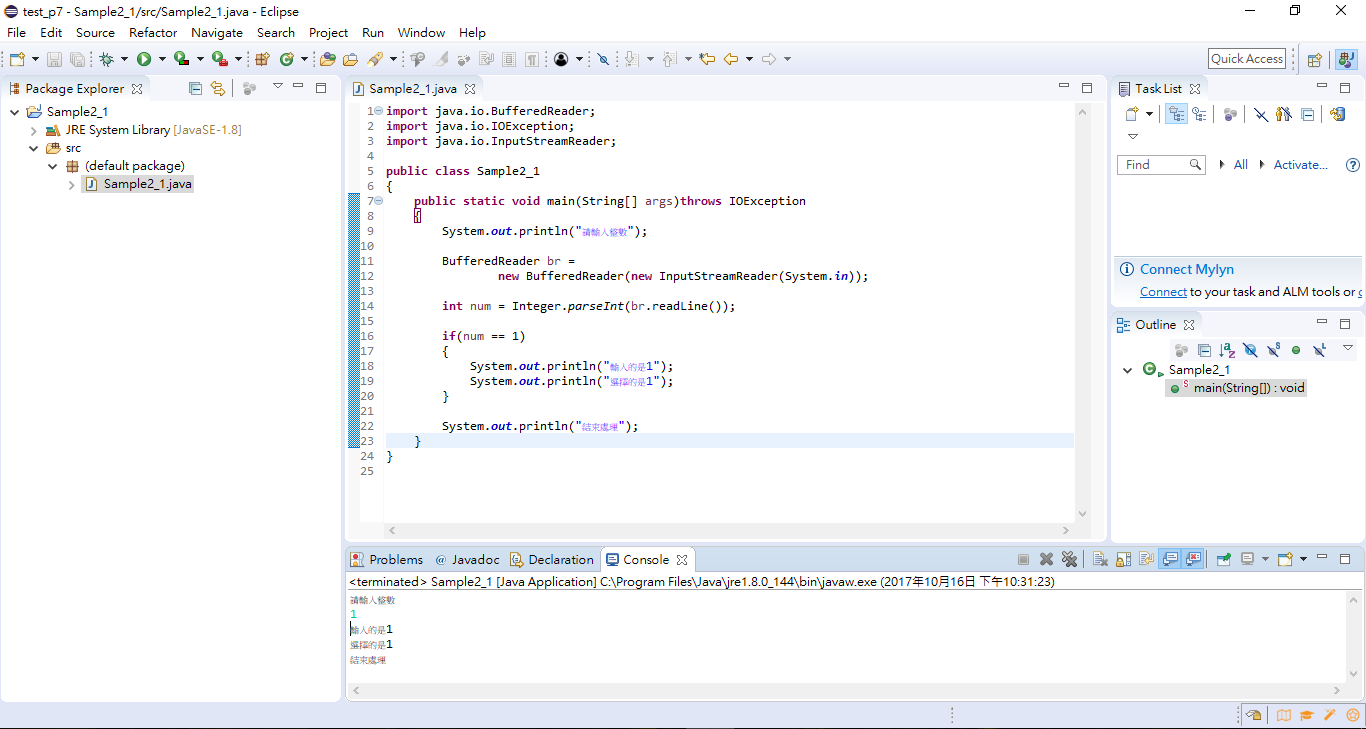 test_p7 - Sample2_1/src/Sample2_1.java - Eclipse
File Edit Source Refactor Navigate Search Project Run Window Help
Quick Access
Package Explorer
Sample2_1
JRE System Library [JavaSE-1.8]
src
(default package)
Sample2_1.java
Sample2_1.java
1 import java.io.BufferedReader;
2 import java.io.IOException;
3 import java.io.InputStreamReader;
4
5 public class Sample2_1
6 {
7 public static void main(String[] args)throws IOException
8 {
9 System.out.println("請輸入整數");
10
11 BufferedReader br =
12 new BufferedReader(new InputStreamReader(System.in));
13
14 int num = Integer.parseInt(br.readLine());
15
16 if(num == 1)
17 {
18 System.out.println("輸入的是1");
19 System.out.println("選擇的是1");
20 }
21
22 System.out.println("結束處理");
23 }
24 }
25
Task List
Find All Activate...
Connect Mylyn
Connect to your task and ALM tools or c
Outline
Sample2_1
main(String[]) : void
Problems @ Javadoc Declaration Console
<terminated> Sample2_1 [Java Application] C:\Program Files\Java\jre1.8.0_144\bin\javaw.exe (2017年10月16日 下午10:31:23)
請輸入整數
1
輸入的是1
選擇的是1
結束處理